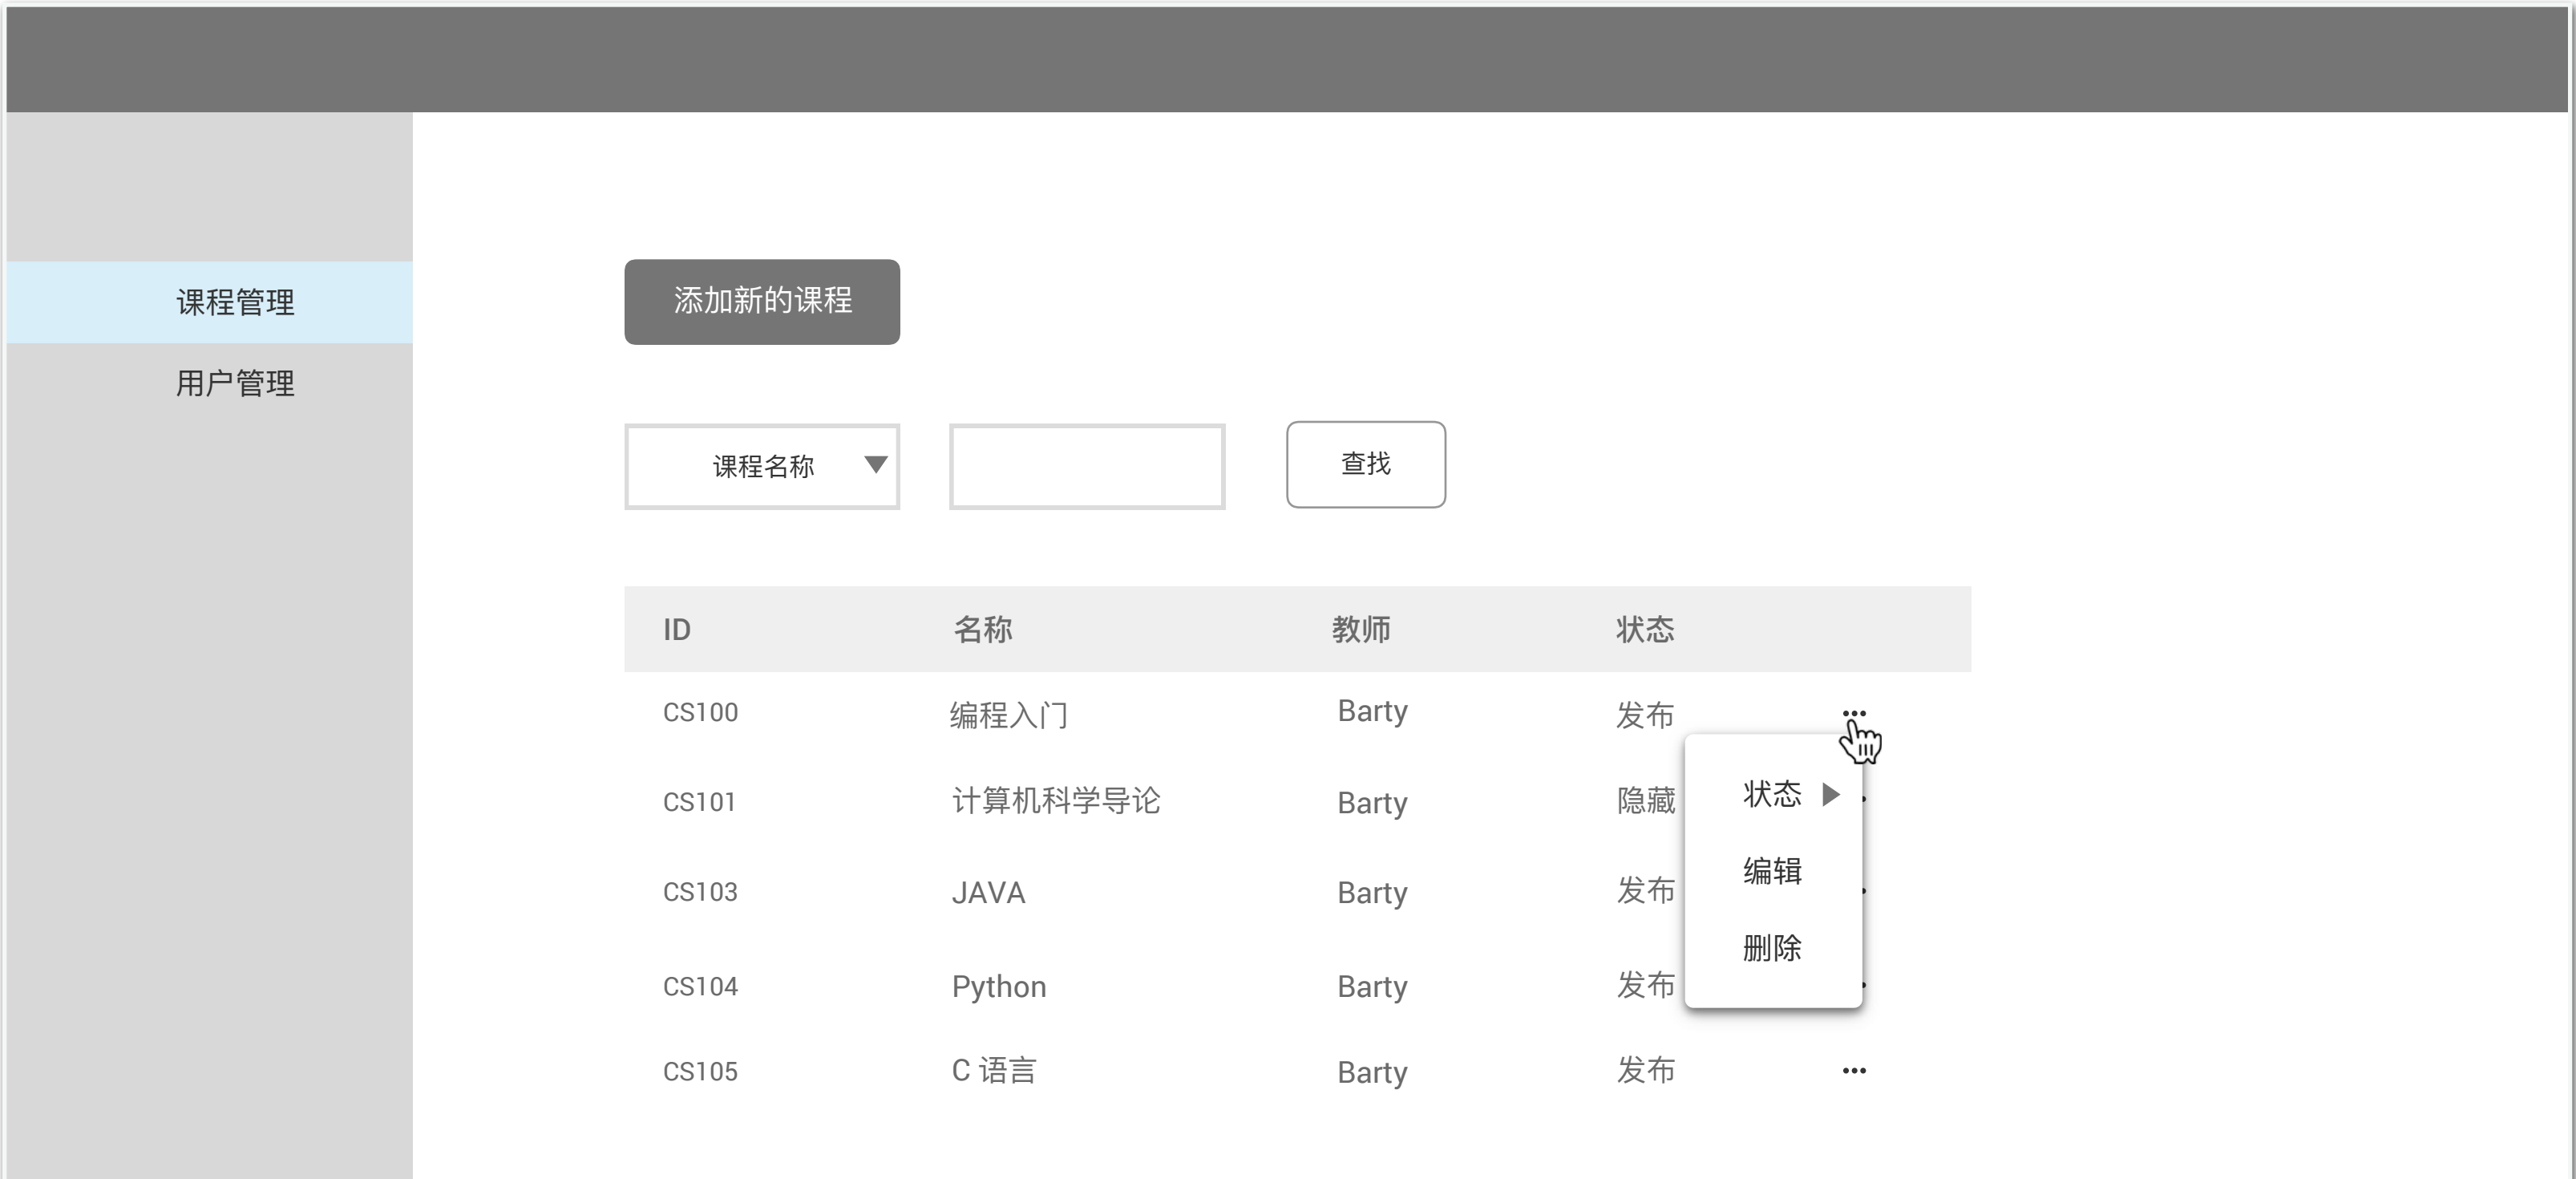 课程管理
用户管理
添加新的课程
课程名称
查找
ID 名称 教师 状态
CS100 编程入门 Barty 发布
CS101 计算机科学导论 Barty 隐藏
CS103 JAVA Barty 发布
CS104 Python Barty 发布
CS105 C 语言 Barty 发布
状态
编辑
删除